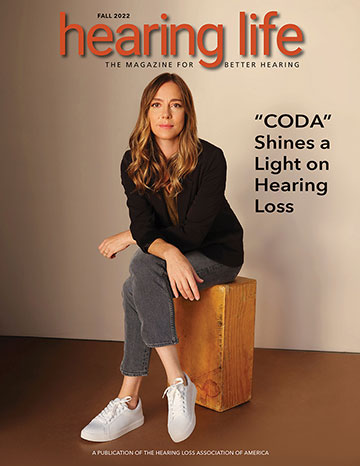 FALL 2022
hearing life
THE MAGAZINE FOR BETTER HEARING
“CODA”
Shines a
Light on
Hearing
Loss
A PUBLICATION OF THE HEARING LOSS ASSOCIATION OF AMERICA